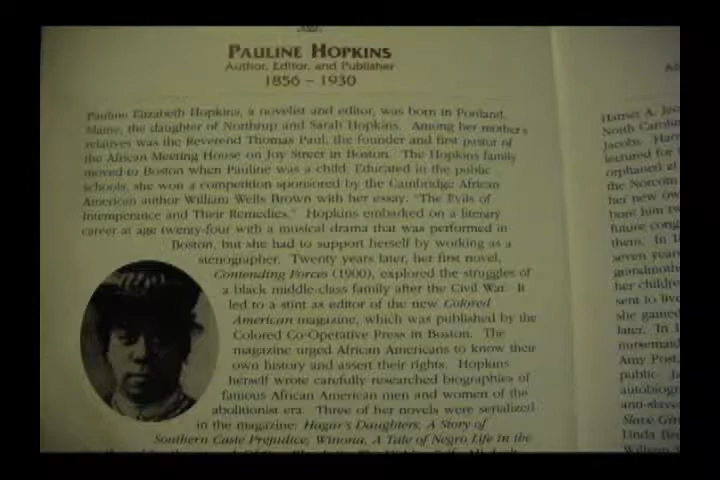 PAULINE HOPKINS
Author, Editor, and Publisher
1856 – 1930
Pauline Elizabeth Hopkins, a novelist and editor, was born in Portland,
Maine, the daughter of Northrup and Sarah Hopkins. Among her mother's
relatives was the Reverend Thomas Paul, the founder and first pastor of
the African Meeting House on Joy Street in Boston. The Hopkins family
moved to Boston when Pauline was a child. Educated in the public
schools, she won a competition sponsored by the Cambridge African
American author William Wells Brown with her essay, "The Evils of
Intemperance and Their Remedies." Hopkins embarked on a literary
career at age twenty-four with a musical drama that was performed in
Boston, but she had to support herself by working as a
stenographer. Twenty years later, her first novel,
Contending Forces (1900), explored the struggles of
a black middle-class family after the Civil War. It
led to a stint as editor of the new Colored
American magazine, which was published by the
Colored Co-Operative Press in Boston. The
magazine urged African Americans to know their
own history and assert their rights. Hopkins
herself wrote carefully researched biographies of
famous African American men and women of the
abolitionist era. Three of her novels were serialized
in the magazine: Hagar's Daughters, A Story of
Southern Caste Prejudice; Winona, A Tale of Negro Life in the
Harriet A.
North
Jacobs.
lectured for
orphaned at
the Norcom
her new
bore him
future
them. In
seven years
her
sent to
she gained
later. In
nursemaid
Amy Post,
public.
Linda